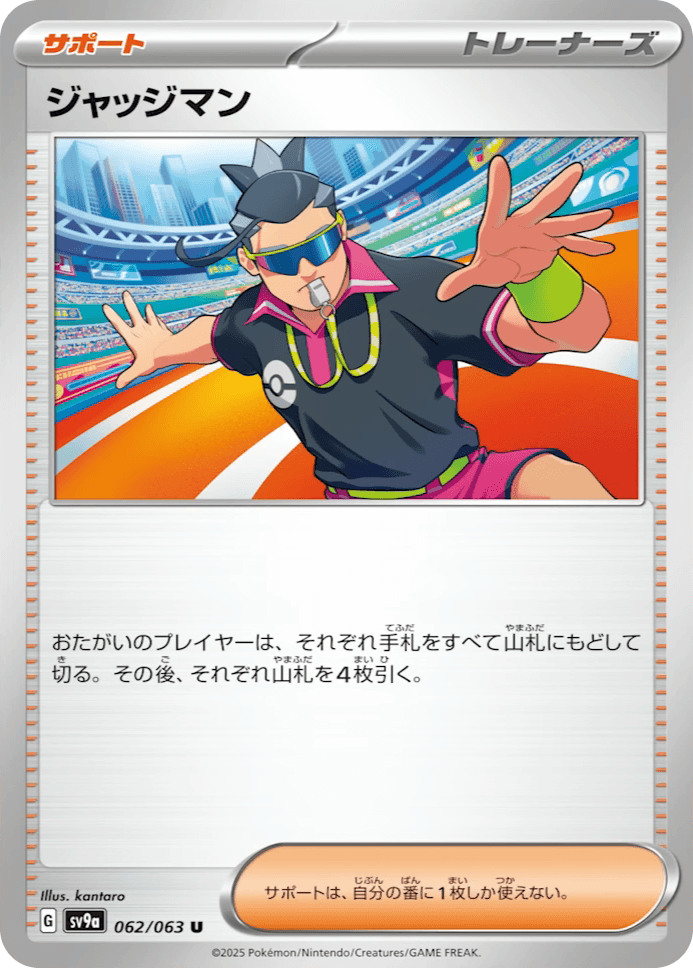 サポート
トレーナーズ
ジャッジマン
おたがいのプレイヤーは、それぞれ手札をすべて山札にもどして
切る。その後、それぞれ山札を4枚引く。
Illus. kantaro
サポートは、自分の番に1枚しか使えない。
G sv9a 062/063 U
©2025 Pokémon/Nintendo/Creatures/GAME FREAK.